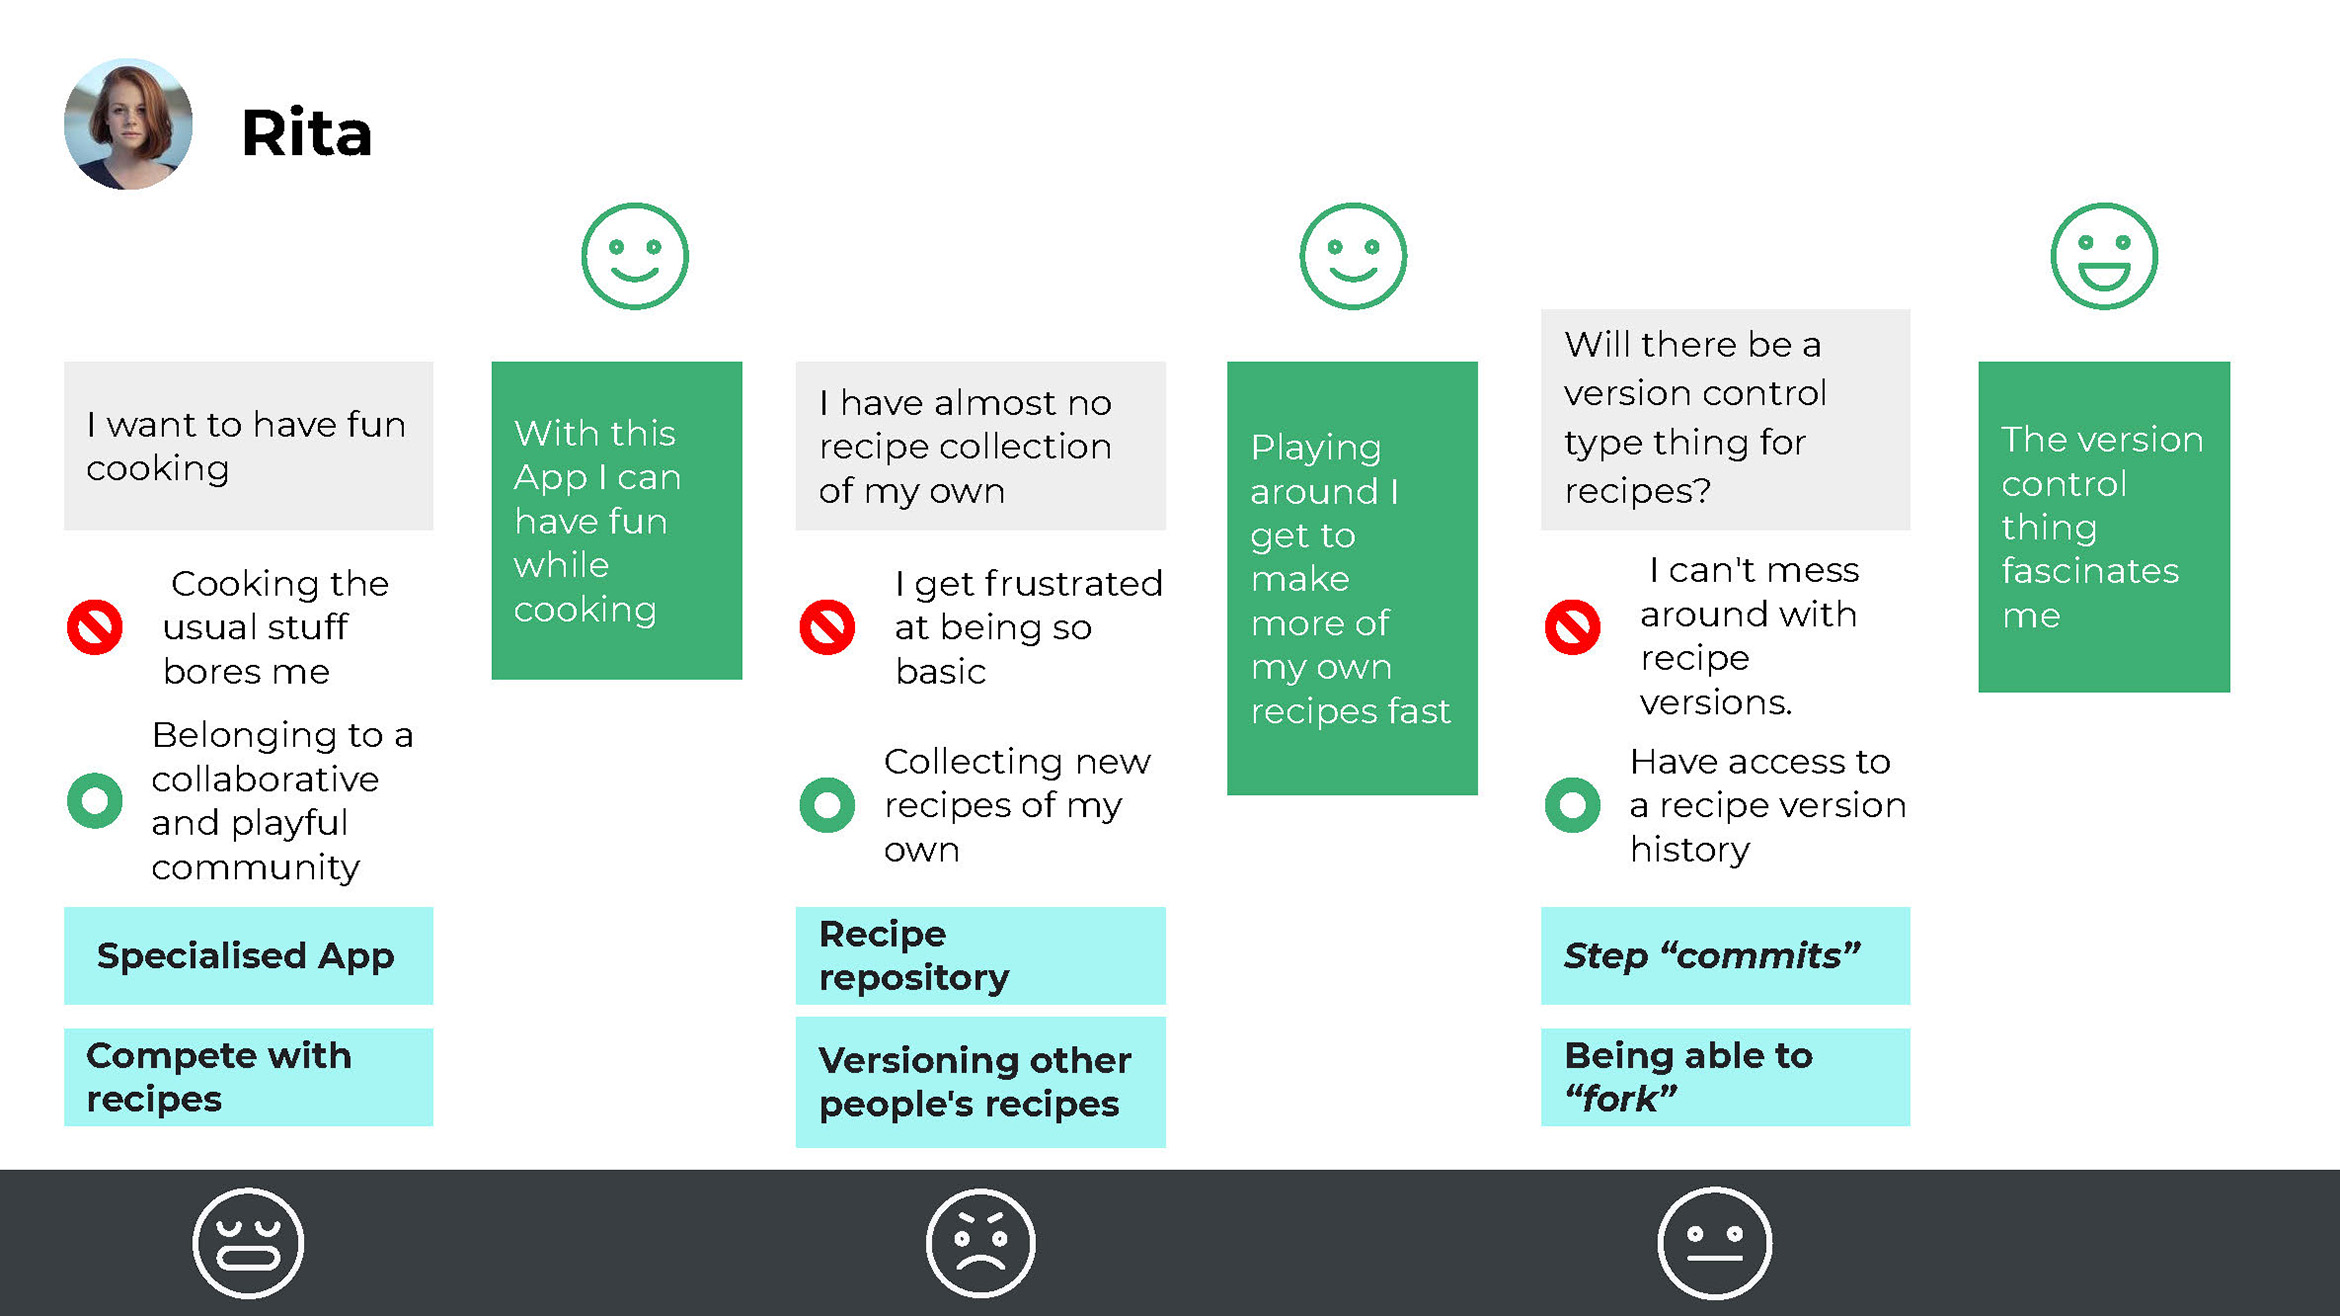 Rita
I want to have fun
cooking
Cooking the
usual stuff
bores me
Belonging to a
collaborative
and playful
community
Specialised App
Compete with
recipes
With this
App I can
have fun
while
cooking
I have almost no
recipe collection
of my own
I get frustrated
at being so
basic
Collecting new
recipes of my
own
Recipe
repository
Versioning other
people's recipes
Playing
around I
get to
make
more of
my own
recipes fast
Will there be a
version control
type thing for
recipes?
I can't mess
around with
recipe
versions.
Have access to
a recipe version
history
Step “commits”
Being able to
“fork”
The version
control
thing
fascinates
me